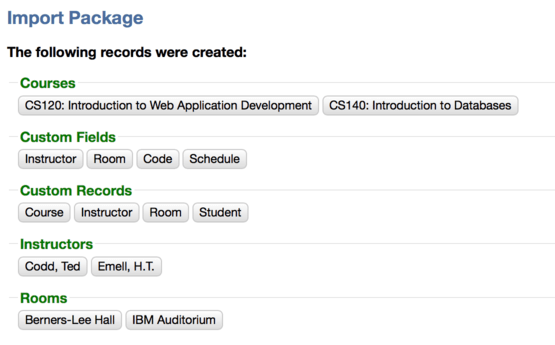 Import Package
The following records were created:
Courses
CS120: Introduction to Web Application Development CS140: Introduction to Databases
Custom Fields
Instructor Room Code Schedule
Custom Records
Course Instructor Room Student
Instructors
Codd, Ted Emell, H.T.
Rooms
Berners-Lee Hall IBM Auditorium